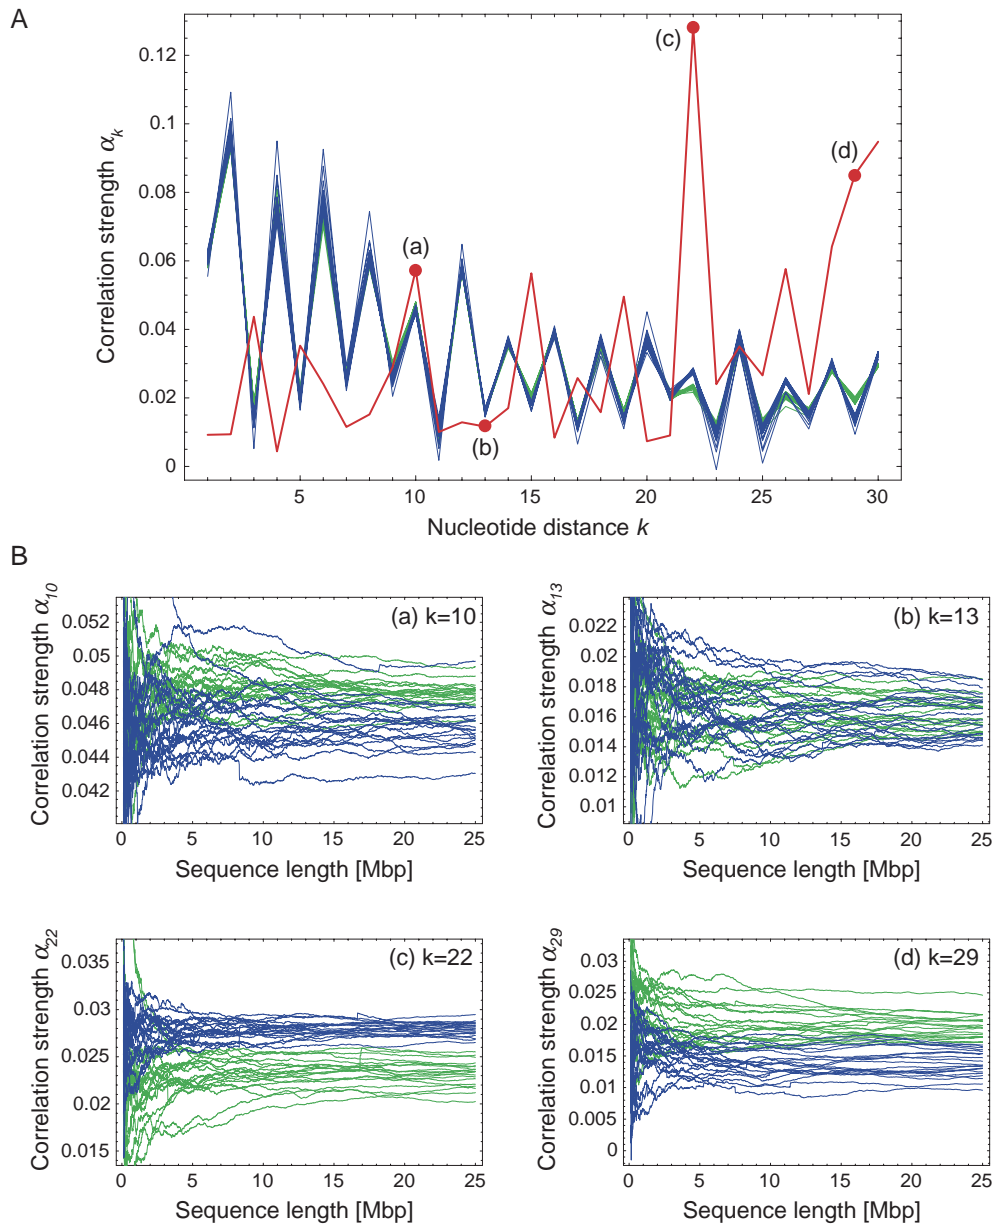 A
Correlation strength α_k
0.12
0.1
0.08
0.06
0.04
0.02
0
(c)
(d)
(a)
(b)
5
10
15
20
25
30
Nucleotide distance k
B
Correlation strength α_10
0.052
0.05
0.048
0.046
0.044
0.042
(a) k=10
0 5 10 15 20 25
Sequence length [Mbp]
Correlation strength α_13
0.022
0.02
0.018
0.016
0.014
0.012
0.01
(b) k=13
0 5 10 15 20 25
Sequence length [Mbp]
Correlation strength α_22
0.035
0.03
0.025
0.02
0.015
(c) k=22
0 5 10 15 20 25
Sequence length [Mbp]
Correlation strength α_29
0.03
0.025
0.02
0.015
0.01
0.005
0
(d) k=29
0 5 10 15 20 25
Sequence length [Mbp]